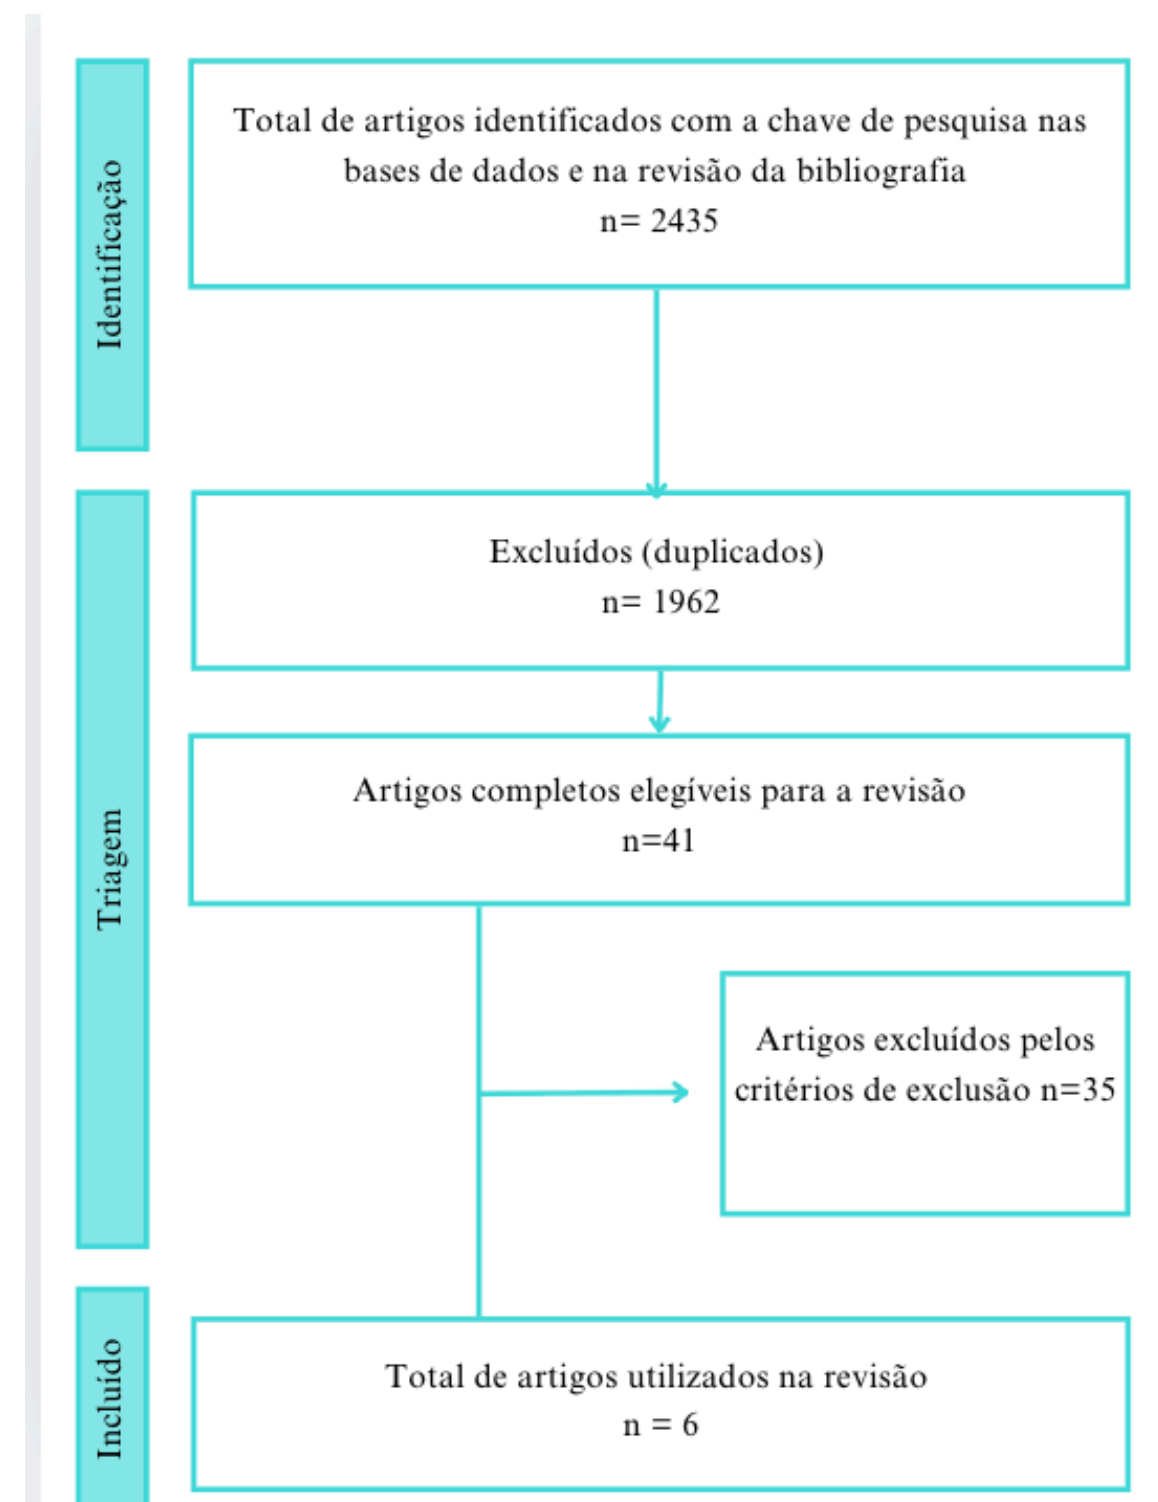 Identificação
Total de artigos identificados com a chave de pesquisa nas
bases de dados e na revisão da bibliografia
n= 2435
Triagem
Excluídos (duplicados)
n= 1962
Artigos completos elegíveis para a revisão
n=41
Artigos excluídos pelos
critérios de exclusão n=35
Incluído
Total de artigos utilizados na revisão
n = 6